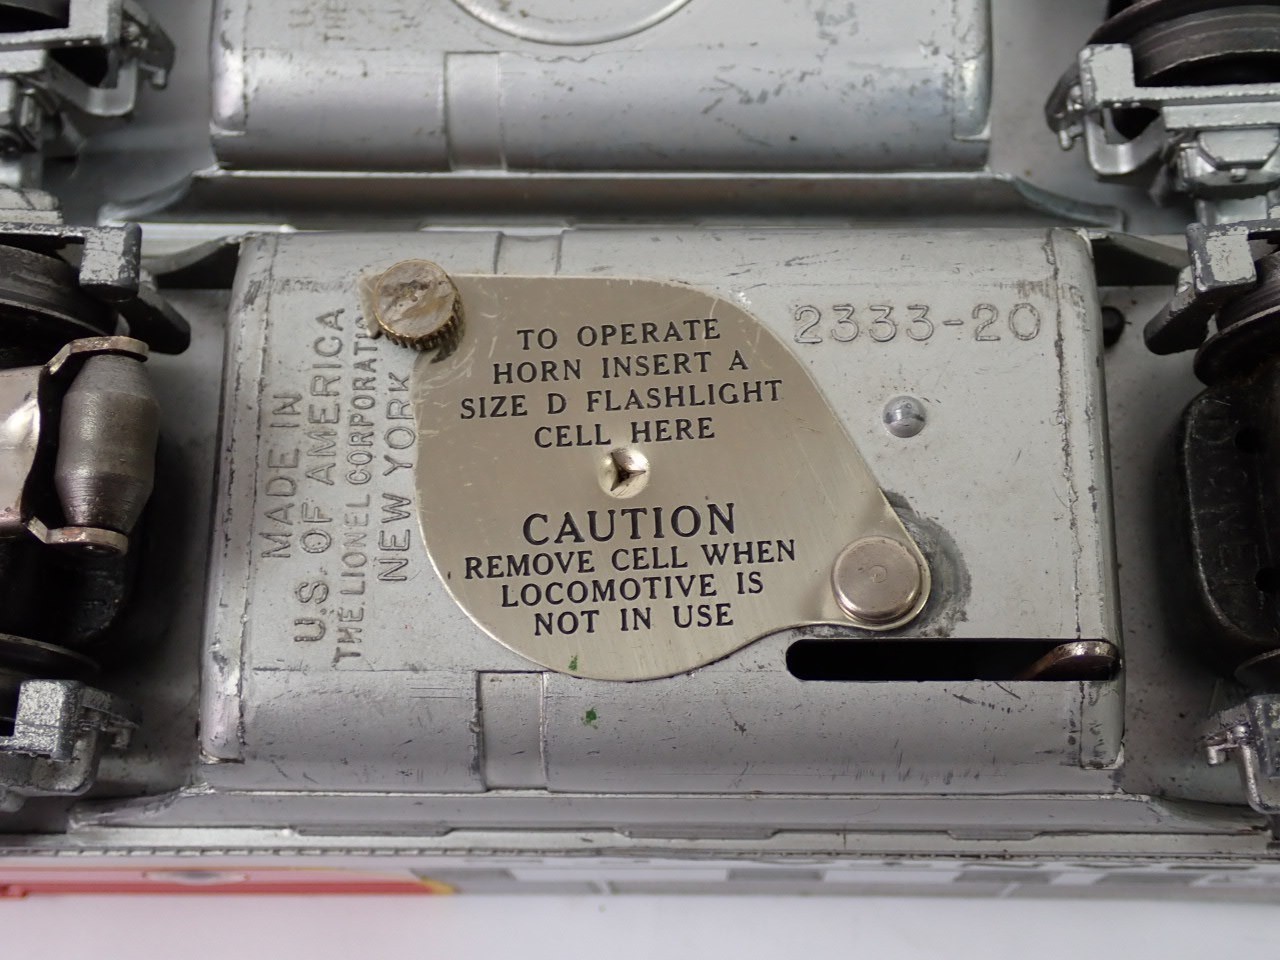 MADE IN
U.S. OF AMERICA
THE LIONEL CORPORATIO
NEW YORK
TO OPERATE
HORN INSERT A
SIZE D FLASHLIGHT
CELL HERE
CAUTION
REMOVE CELL WHEN
LOCOMOTIVE IS
NOT IN USE
2333-20